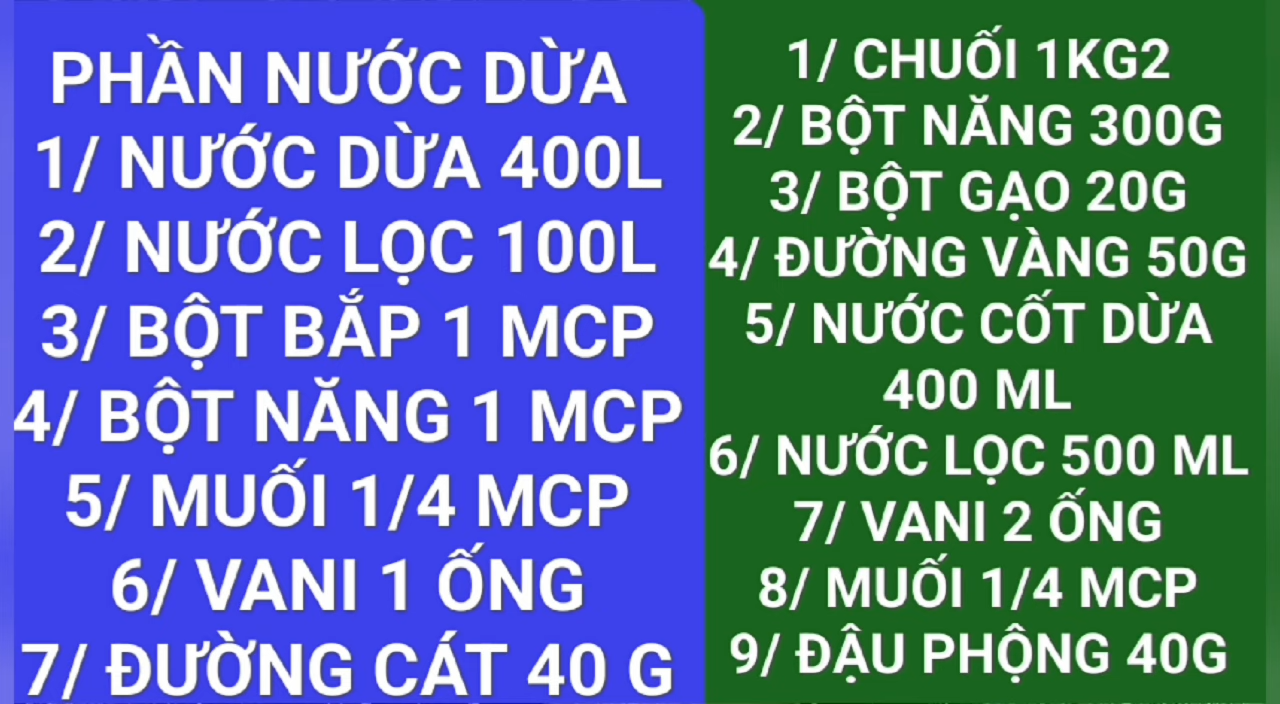 PHẦN NƯỚC DỪA
1/ NƯỚC DỪA 400L
2/ NƯỚC LỌC 100L
3/ BỘT BẮP 1 MCP
4/ BỘT NĂNG 1 MCP
5/ MUỐI 1/4 MCP
6/ VANI 1 ỐNG
7/ ĐƯỜNG CÁT 40 G
1/ CHUỐI 1KG2
2/ BỘT NĂNG 300G
3/ BỘT GẠO 20G
4/ ĐƯỜNG VÀNG 50G
5/ NƯỚC CỐT DỪA
400 ML
6/ NƯỚC LỌC 500 ML
7/ VANI 2 ỐNG
8/ MUỐI 1/4 MCP
9/ ĐẬU PHỘNG 40G